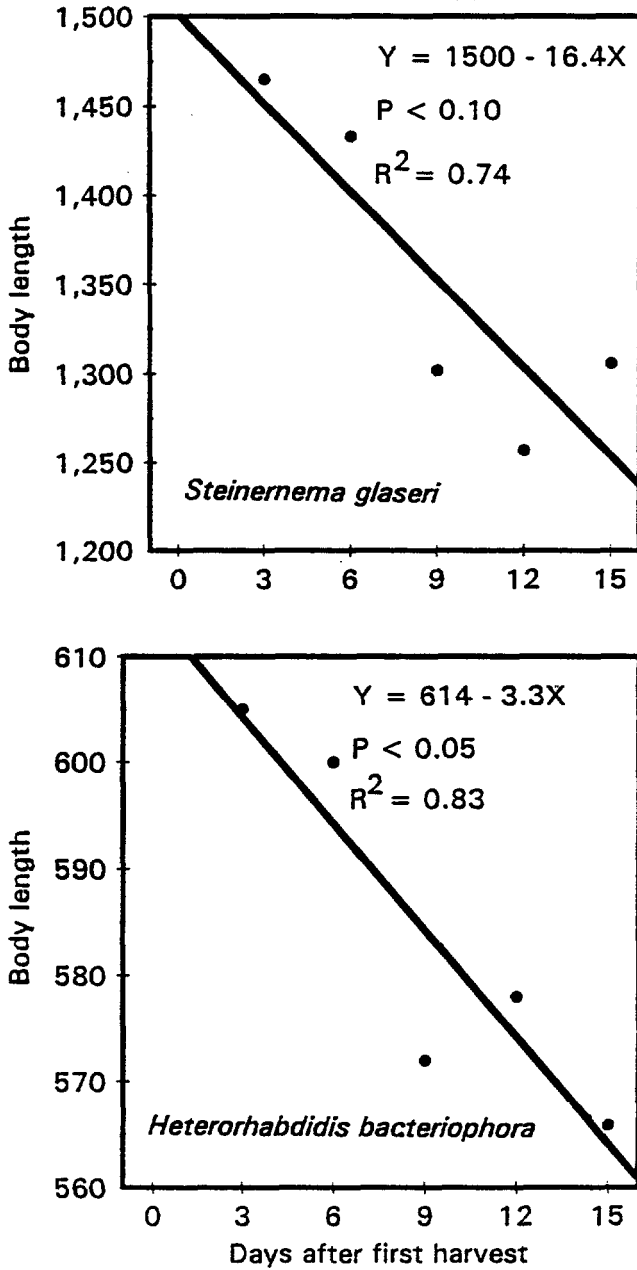 1,500
Y = 1500 - 16.4X
1,450
P < 0.10
R² = 0.74
1,400
1,350
Body length
1,300
1,250
Steinernema glaseri
1,200
0 3 6 9 12 15
610
Y = 614 - 3.3X
P < 0.05
600
R² = 0.83
590
Body length
580
570
Heterorhabdidis bacteriophora
560
0 3 6 9 12 15
Days after first harvest